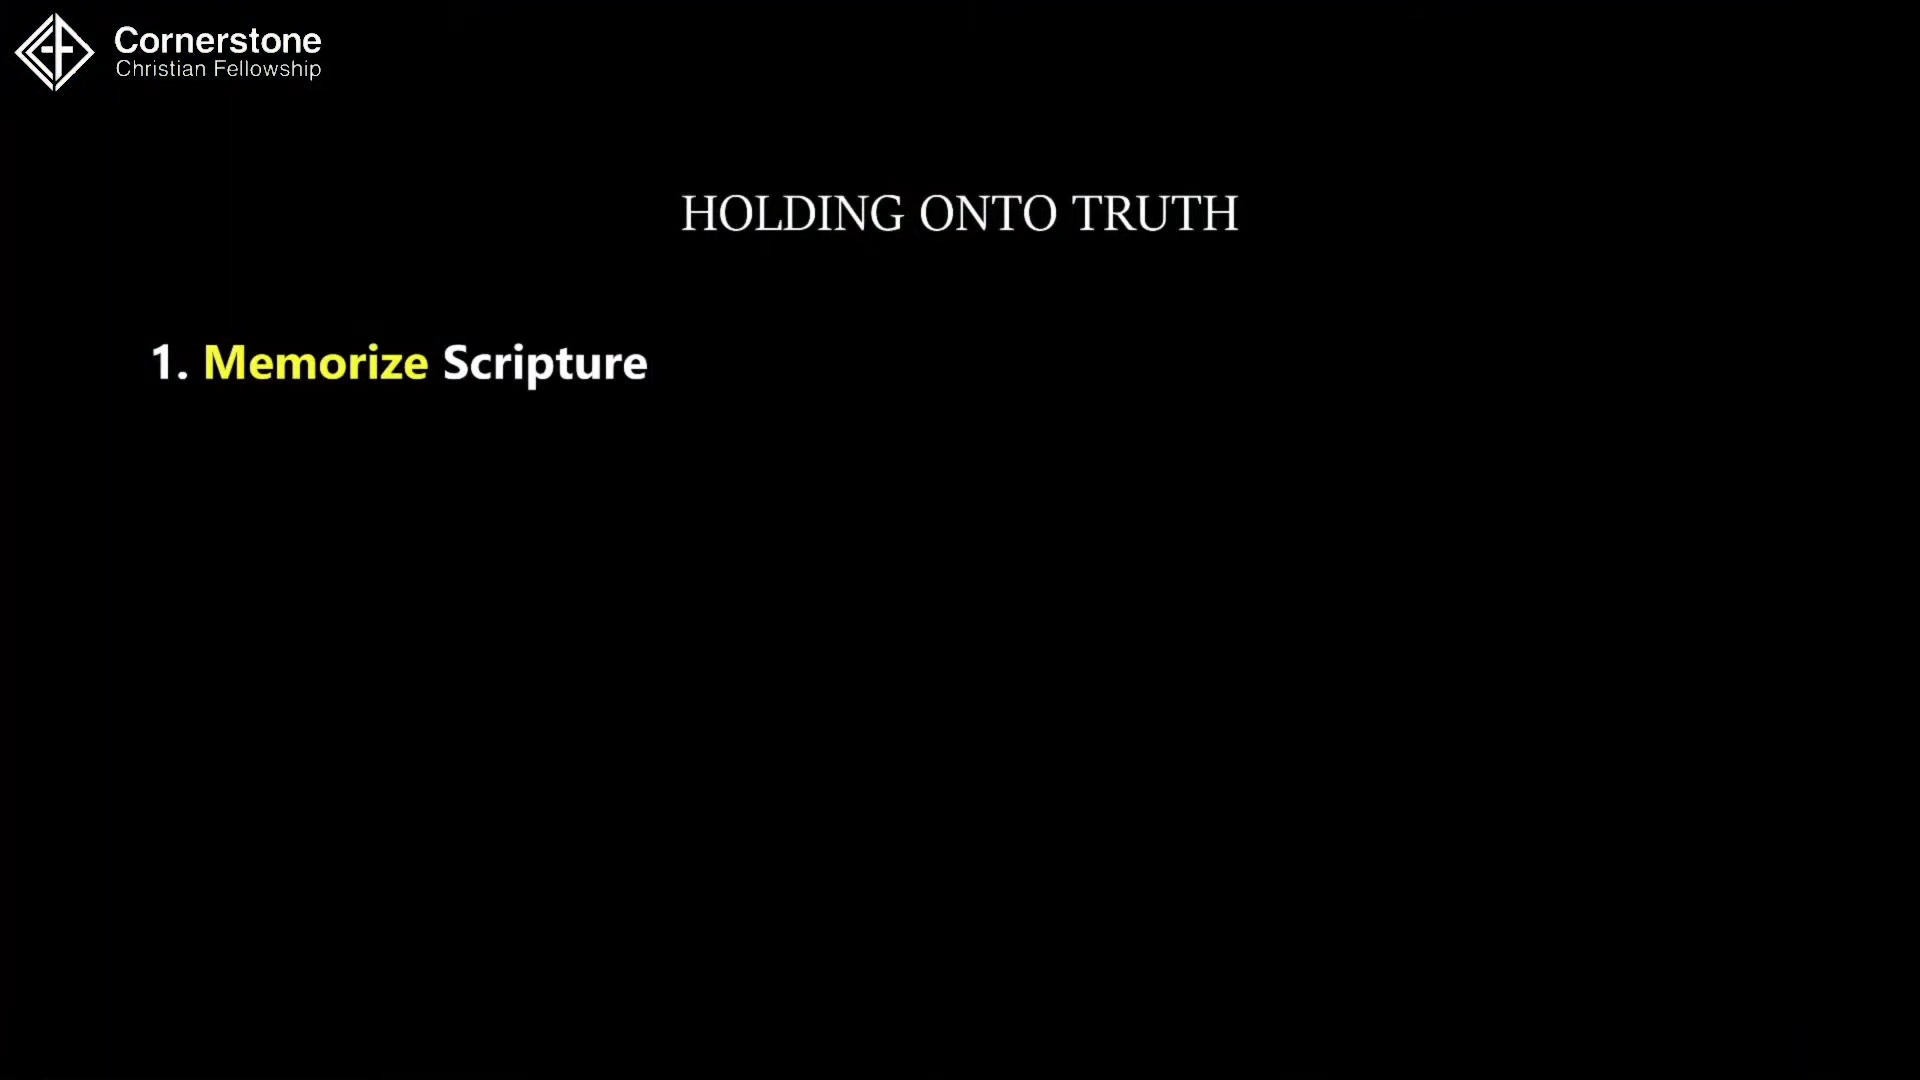 Cornerstone
Christian Fellowship
HOLDING ONTO TRUTH
1. Memorize Scripture